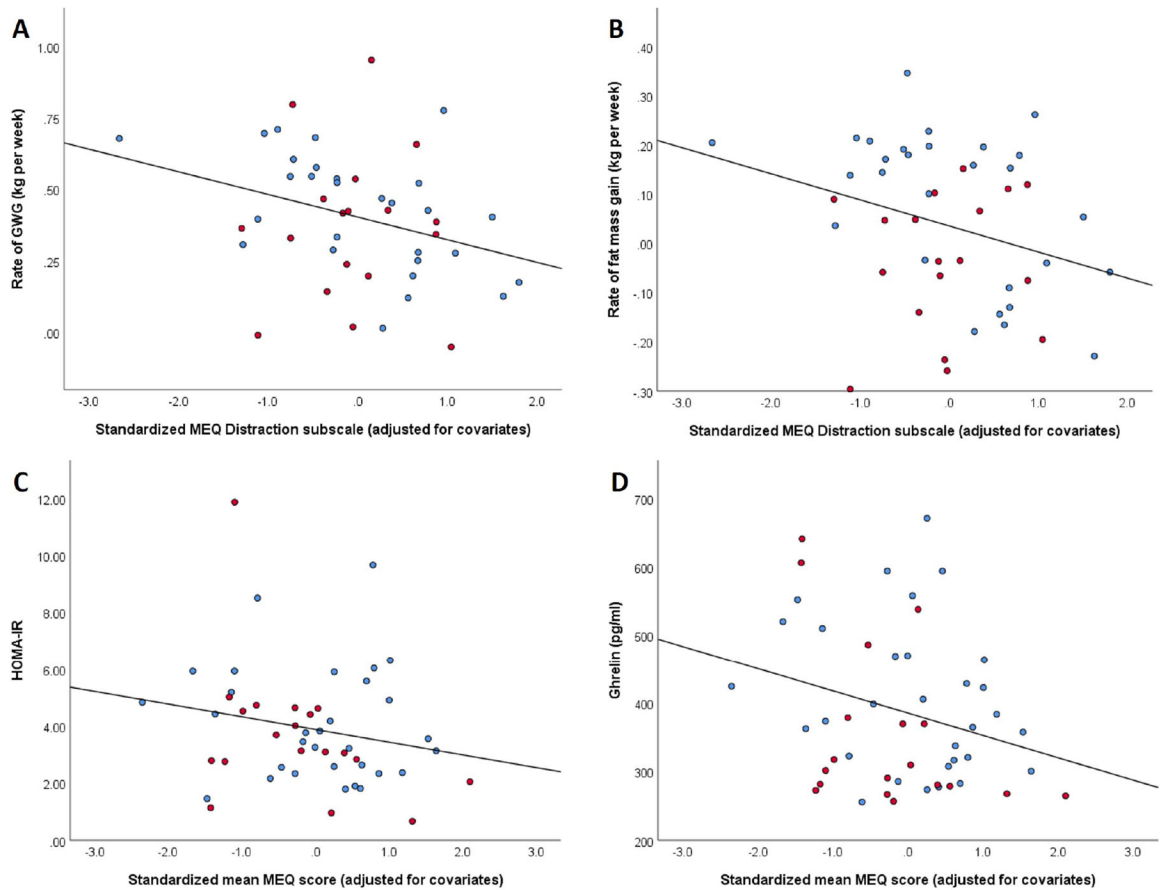 A
Rate of GWG (kg per week)
1.00
.75
.50
.25
.00
-3.0 -2.0 -1.0 .0 1.0 2.0
Standardized MEQ Distraction subscale (adjusted for covariates)
B
Rate of fat mass gain (kg per week)
.40
.30
.20
.10
.00
-.10
-.20
-.30
-3.0 -2.0 -1.0 .0 1.0 2.0
Standardized MEQ Distraction subscale (adjusted for covariates)
C
HOMA-IR
12.00
10.00
8.00
6.00
4.00
2.00
.00
-3.0 -2.0 -1.0 .0 1.0 2.0 3.0
Standardized mean MEQ score (adjusted for covariates)
D
Ghrelin (pg/ml)
700
600
500
400
300
200
-3.0 -2.0 -1.0 .0 1.0 2.0 3.0
Standardized mean MEQ score (adjusted for covariates)